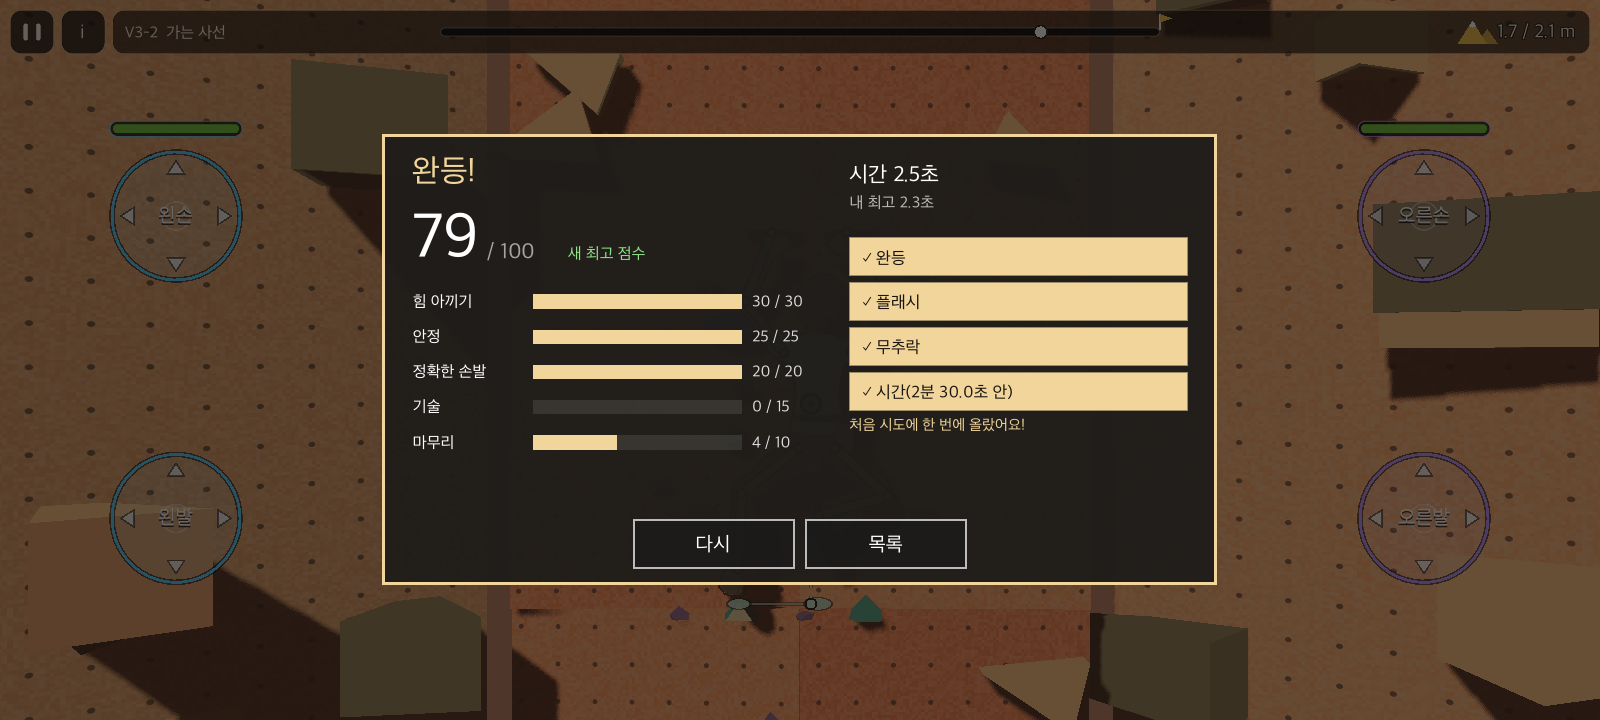 i
V3-2 가는 사선
1.7 / 2.1 m
왼손
오른손
왼발
오른발
완등!
79 / 100 새 최고 점수
힘 아끼기 30 / 30
안정 25 / 25
정확한 손발 20 / 20
기술 0 / 15
마무리 4 / 10
시간 2.5초
내 최고 2.3초
✓ 완등
✓ 플래시
✓ 무추락
✓ 시간(2분 30.0초 안)
처음 시도에 한 번에 올랐어요!
다시
목록